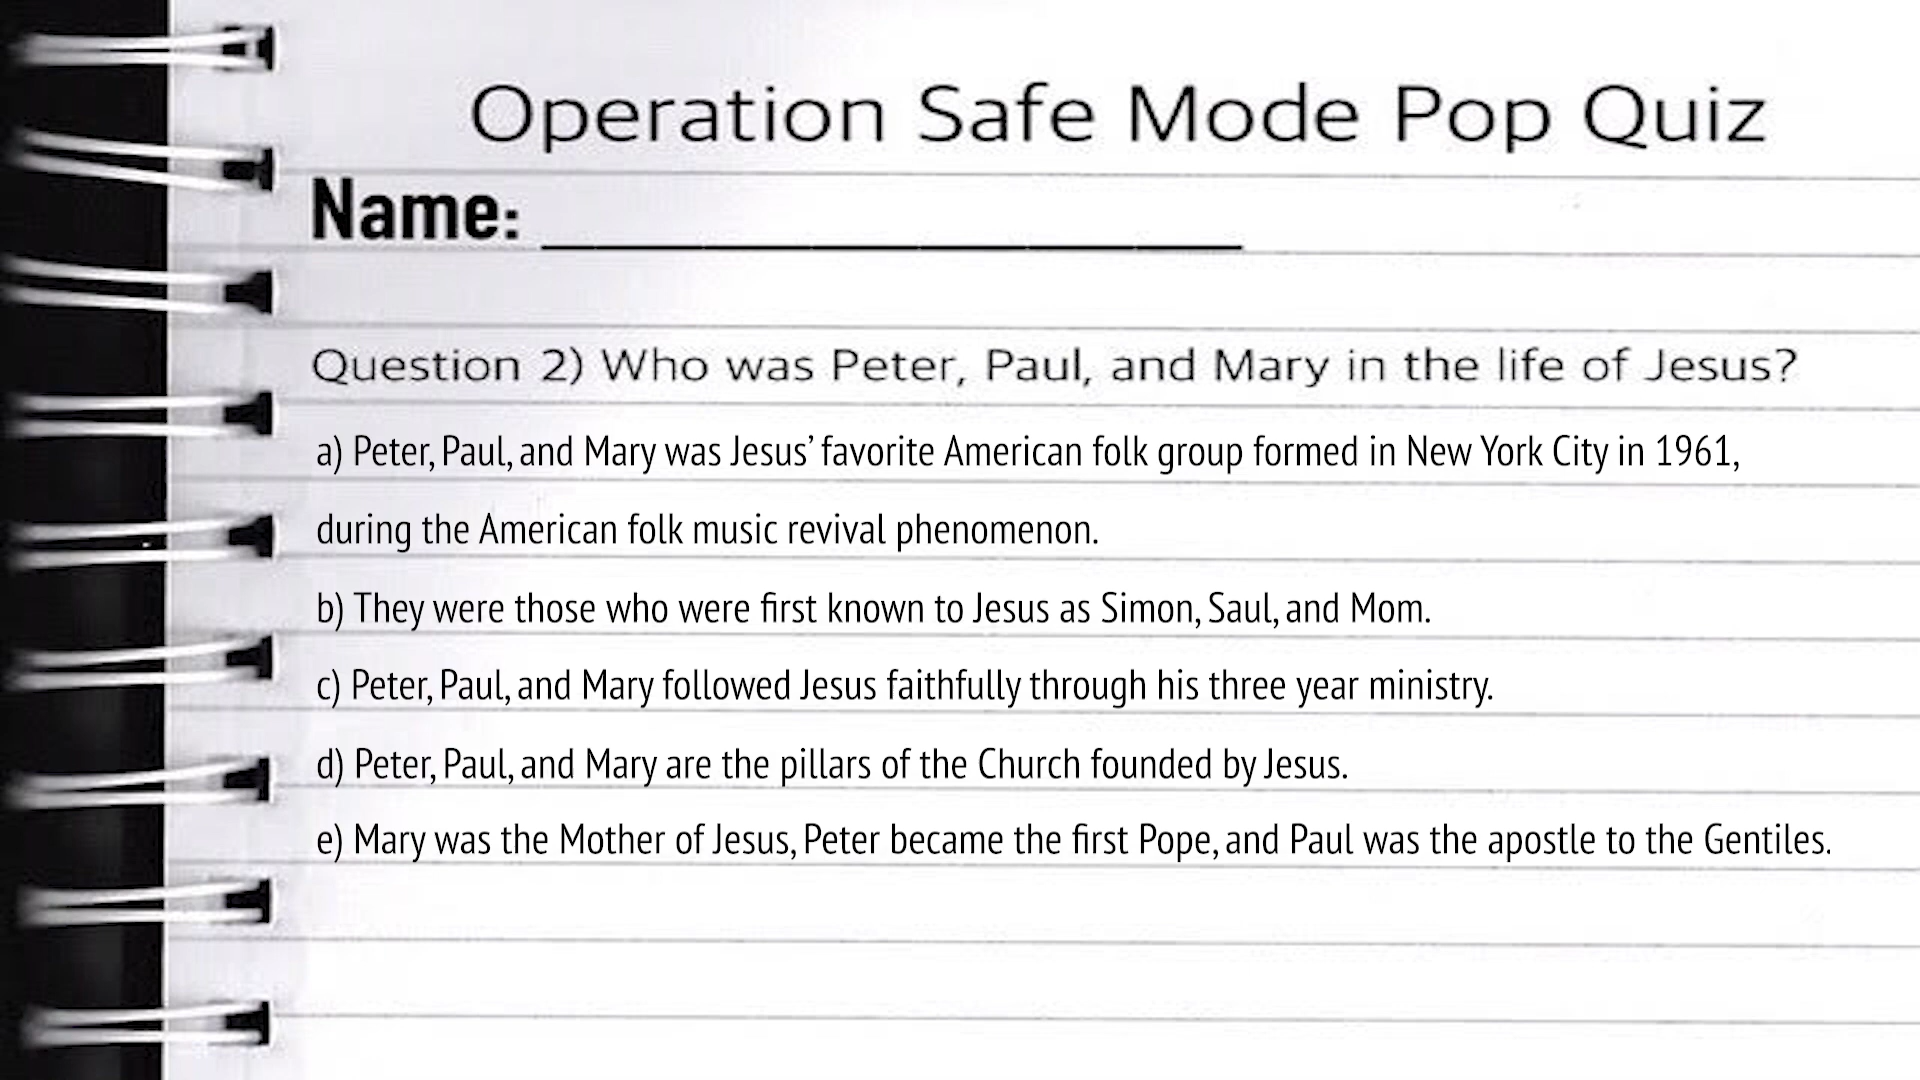 Operation Safe Mode Pop Quiz
Name: ______________________
Question 2) Who was Peter, Paul, and Mary in the life of Jesus?
a) Peter, Paul, and Mary was Jesus’ favorite American folk group formed in New York City in 1961,
during the American folk music revival phenomenon.
b) They were those who were first known to Jesus as Simon, Saul, and Mom.
c) Peter, Paul, and Mary followed Jesus faithfully through his three year ministry.
d) Peter, Paul, and Mary are the pillars of the Church founded by Jesus.
e) Mary was the Mother of Jesus, Peter became the first Pope, and Paul was the apostle to the Gentiles.